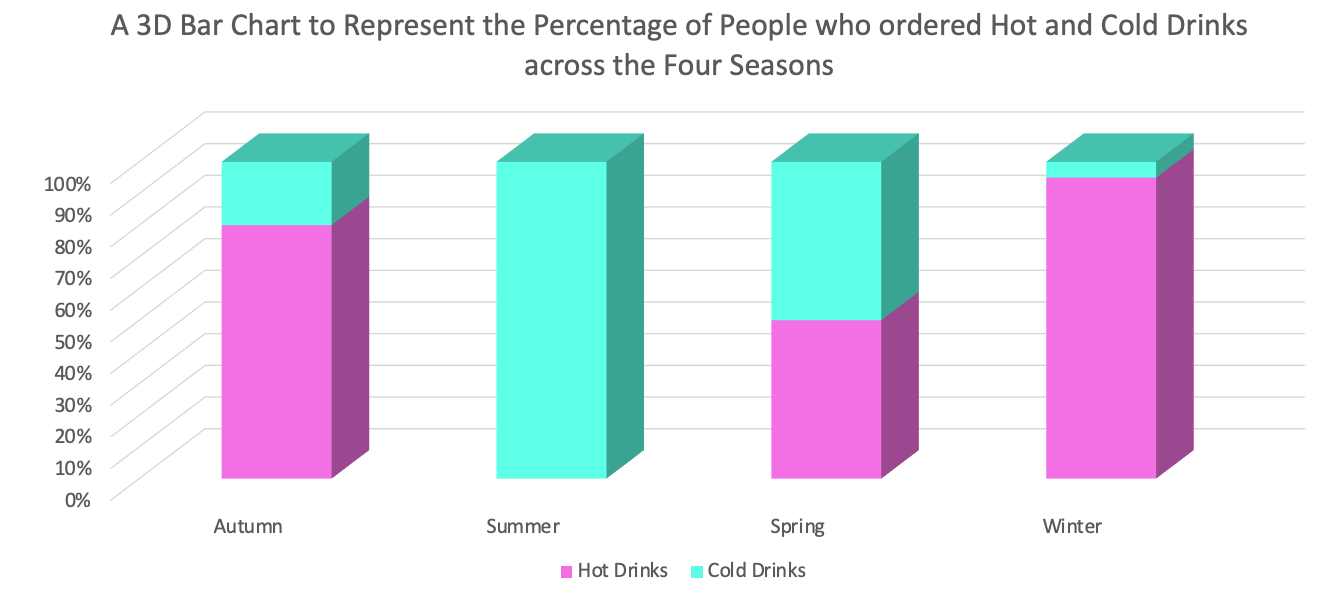 A 3D Bar Chart to Represent the Percentage of People who ordered Hot and Cold Drinks
across the Four Seasons
100%
90%
80%
70%
60%
50%
40%
30%
20%
10%
0%
Autumn Summer Spring Winter
Hot Drinks Cold Drinks